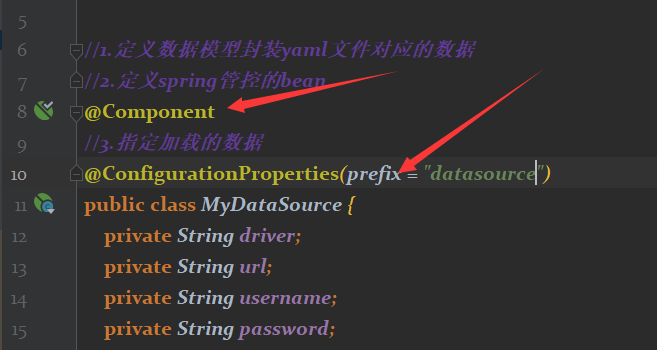 5
6 //1.定义数据模型封装yaml文件对应的数据
7 //2.定义spring管控的bean
8 @Component
9 //3.指定加载的数据
10 @ConfigurationProperties(prefix = "datasource")
11 public class MyDataSource {
12 private String driver;
13 private String url;
14 private String username;
15 private String password;